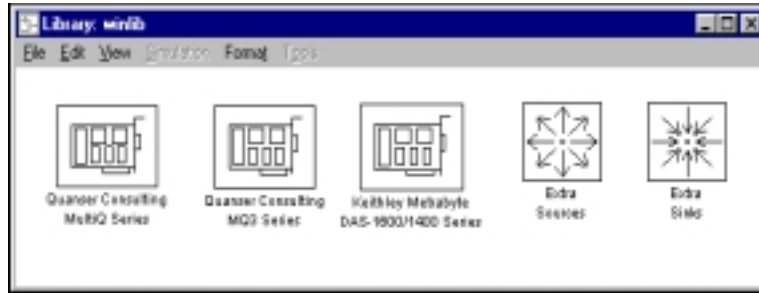 Library: winlib
File Edit View Simulation Format Tools
Quanser Consulting
MultiQ Series
Quanser Consulting
MQ3 Series
Keithley Metrabyte
DAS-1600/1400 Series
Extra
Sources
Extra
Sinks